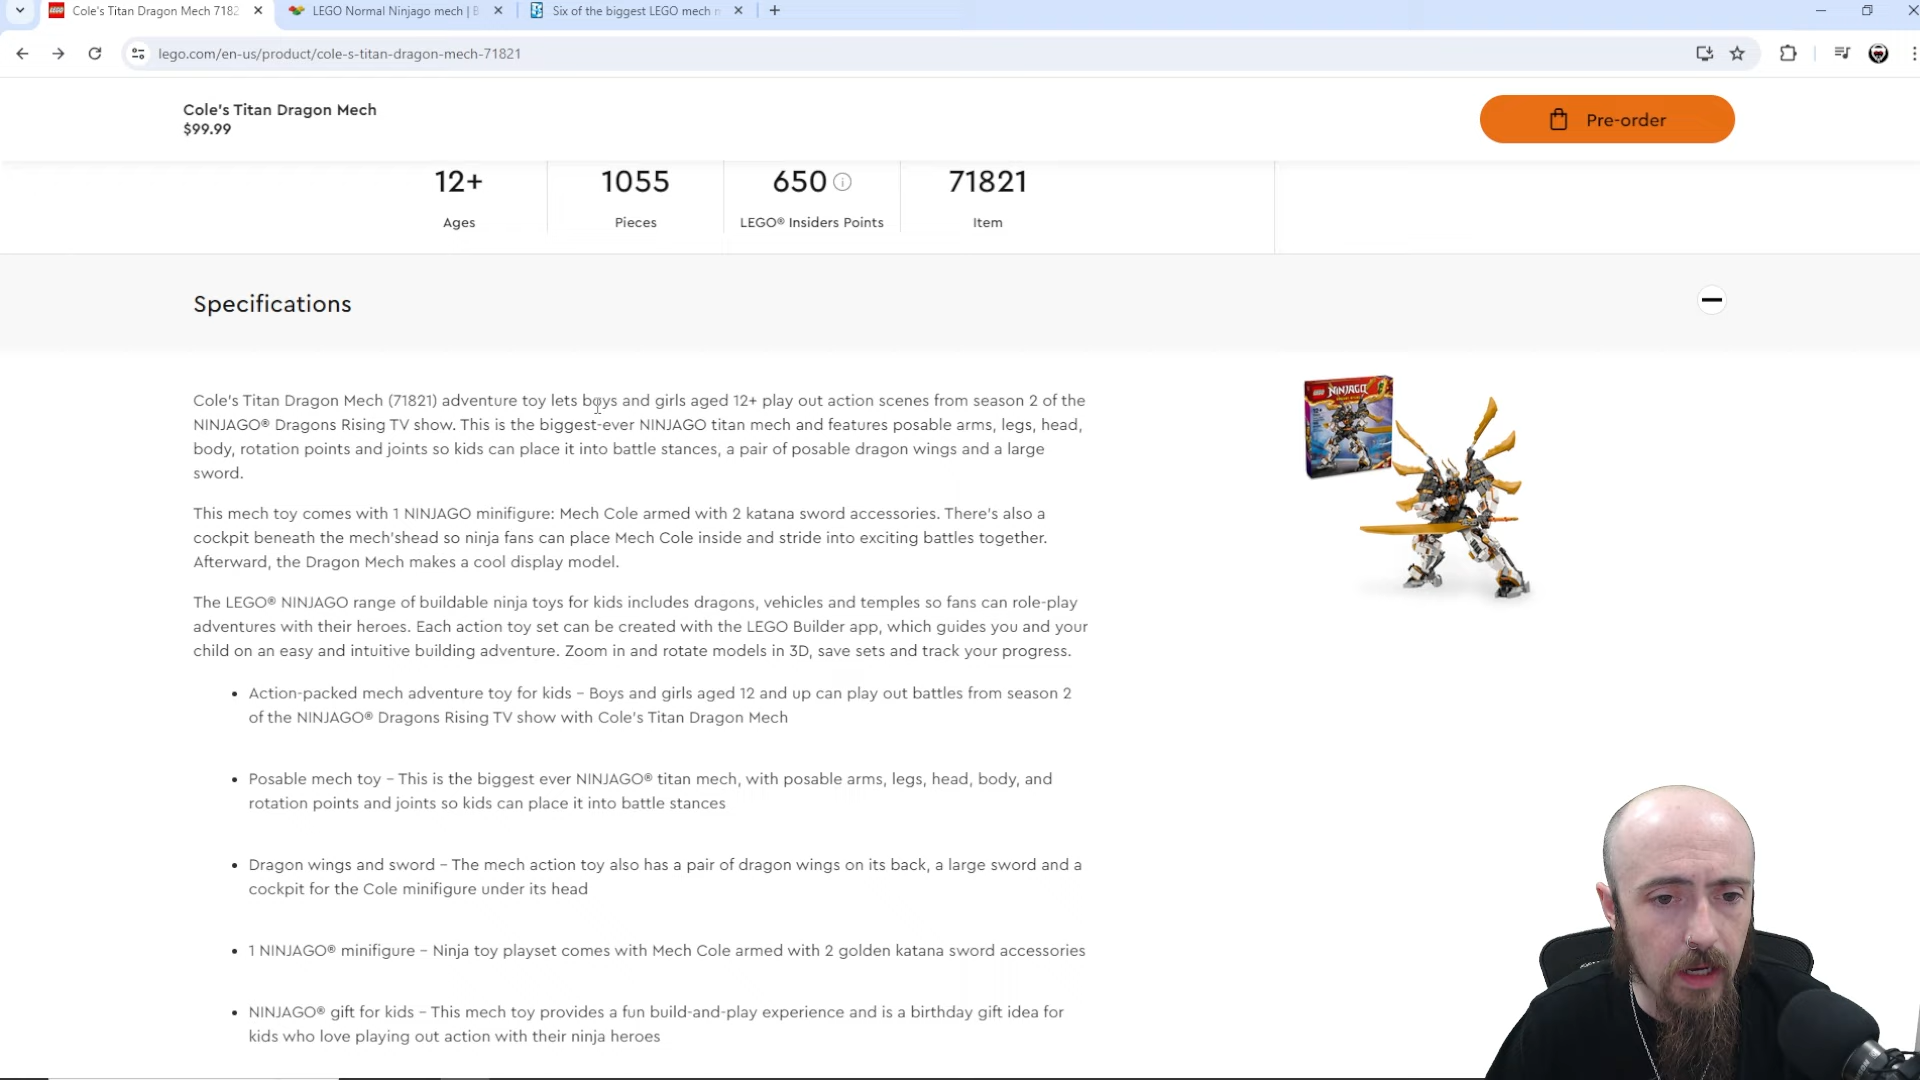 Cole's Titan Dragon Mech 7182
LEGO Normal Ninjago mech | B
Six of the biggest LEGO mech
lego.com/en-us/product/cole-s-titan-dragon-mech-71821
Cole's Titan Dragon Mech
$99.99
Pre-order
12+
1055
650
71821
Ages
Pieces
LEGO® Insiders Points
Item
Specifications
Cole's Titan Dragon Mech (71821) adventure toy lets boys and girls aged 12+ play out action scenes from season 2 of the
NINJAGO® Dragons Rising TV show. This is the biggest-ever NINJAGO titan mech and features posable arms, legs, head,
body, rotation points and joints so kids can place it into battle stances, a pair of posable dragon wings and a large
sword.
This mech toy comes with 1 NINJAGO minifigure: Mech Cole armed with 2 katana sword accessories. There's also a
cockpit beneath the mech'shead so ninja fans can place Mech Cole inside and stride into exciting battles together.
Afterward, the Dragon Mech makes a cool display model.
The LEGO® NINJAGO range of buildable ninja toys for kids includes dragons, vehicles and temples so fans can role-play
adventures with their heroes. Each action toy set can be created with the LEGO Builder app, which guides you and your
child on an easy and intuitive building adventure. Zoom in and rotate models in 3D, save sets and track your progress.
• Action-packed mech adventure toy for kids – Boys and girls aged 12 and up can play out battles from season 2
of the NINJAGO® Dragons Rising TV show with Cole's Titan Dragon Mech
• Posable mech toy – This is the biggest ever NINJAGO® titan mech, with posable arms, legs, head, body, and
rotation points and joints so kids can place it into battle stances
• Dragon wings and sword – The mech action toy also has a pair of dragon wings on its back, a large sword and a
cockpit for the Cole minifigure under its head
• 1 NINJAGO® minifigure – Ninja toy playset comes with Mech Cole armed with 2 golden katana sword accessories
• NINJAGO® gift for kids – This mech toy provides a fun build-and-play experience and is a birthday gift idea for
kids who love playing out action with their ninja heroes
NINJAGO